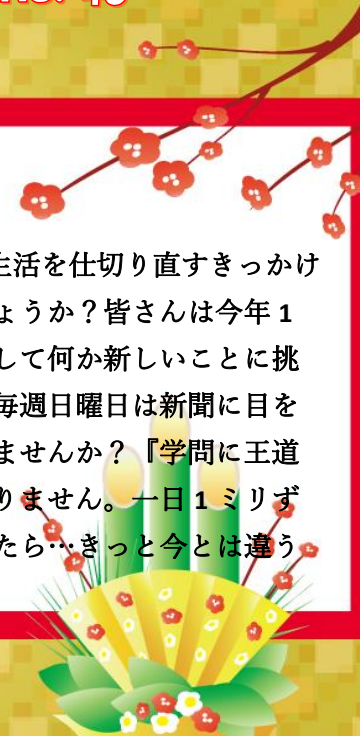 生活を仕切り直すきっかけ
ょうか？皆さんは今年 1
して何か新しいことに挑
毎週日曜日は新聞に目を
ませんか？『学問に王道
りません。一日 1 ミリず
たら…きっと今とは違う